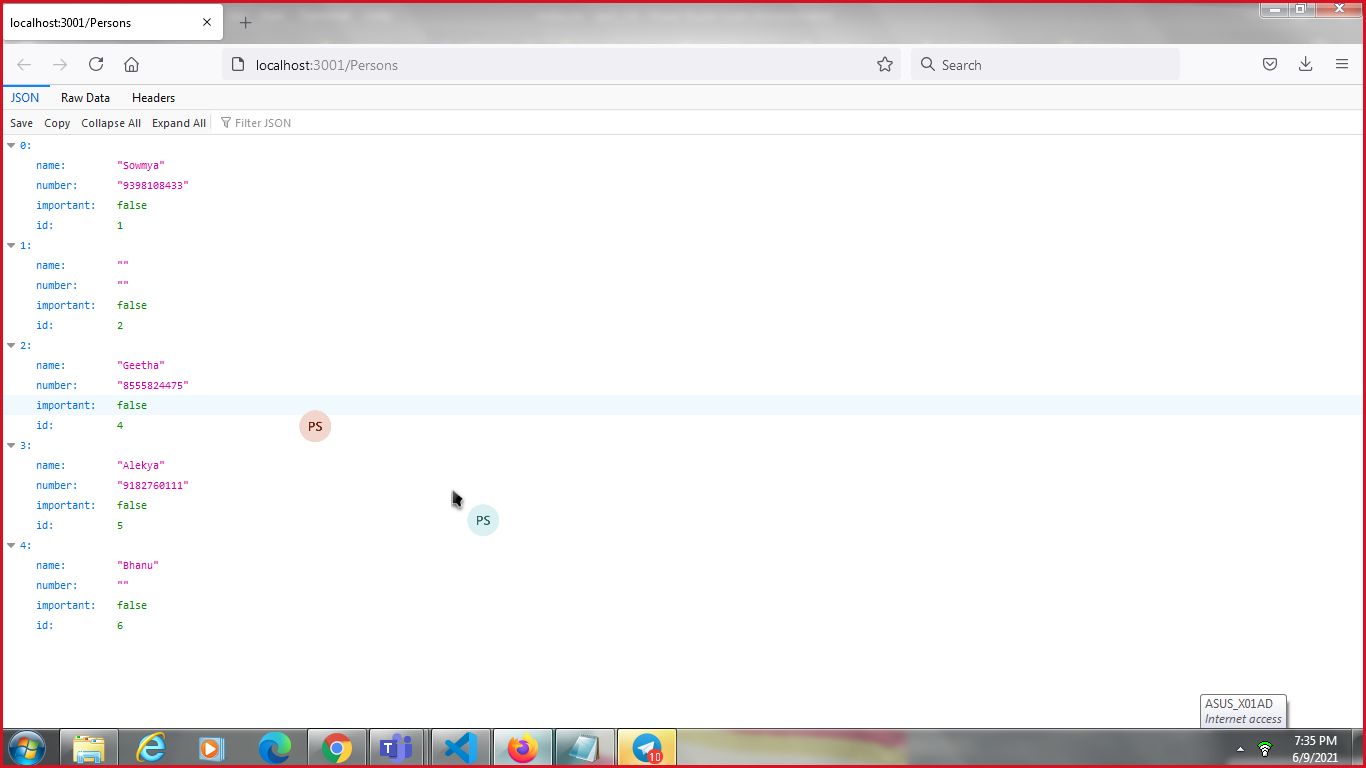 localhost:3001/Persons
localhost:3001/Persons
Search
JSON Raw Data Headers
Save Copy Collapse All Expand All Filter JSON
0:
name: "Sowmya"
number: "9398108433"
important: false
id: 1
1:
name: ""
number: ""
important: false
id: 2
2:
name: "Geetha"
number: "8555824475"
important: false
id: 4
PS
3:
name: "Alekya"
number: "9182760111"
important: false
id: 5
PS
4:
name: "Bhanu"
number: ""
important: false
id: 6
ASUS_X01AD
Internet access
T
10
7:35 PM
6/9/2021